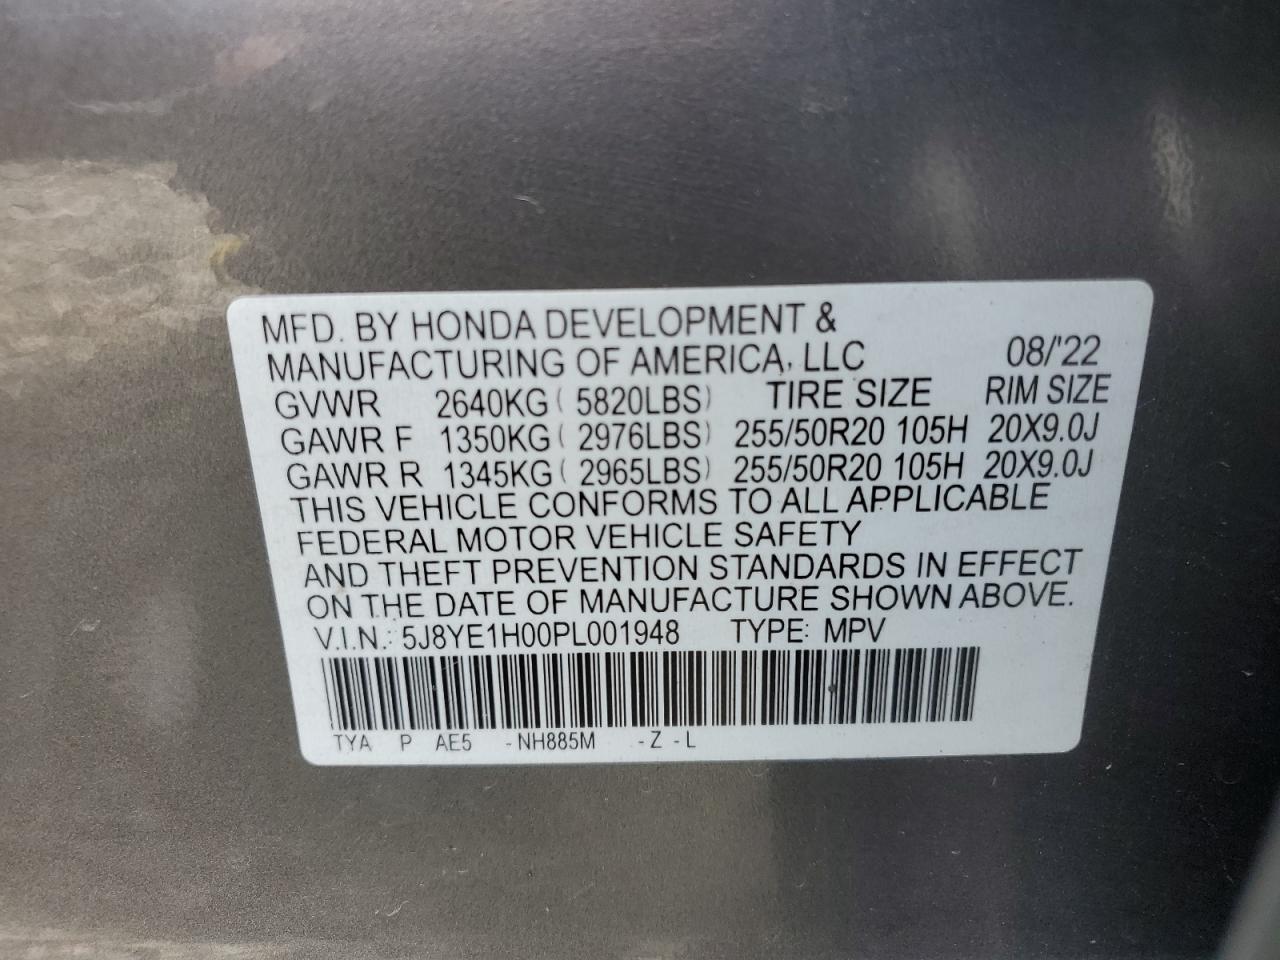 MFD. BY HONDA DEVELOPMENT &
MANUFACTURING OF AMERICA, LLC 08/'22
GVWR 2640KG ( 5820LBS) TIRE SIZE RIM SIZE
GAWR F 1350KG ( 2976LBS) 255/50R20 105H 20X9.0J
GAWR R 1345KG ( 2965LBS) 255/50R20 105H 20X9.0J
THIS VEHICLE CONFORMS TO ALL APPLICABLE
FEDERAL MOTOR VEHICLE SAFETY
AND THEFT PREVENTION STANDARDS IN EFFECT
ON THE DATE OF MANUFACTURE SHOWN ABOVE.
V.I.N.: 5J8YE1H00PL001948 TYPE: MPV
TYA P AE5 -NH885M -Z -L